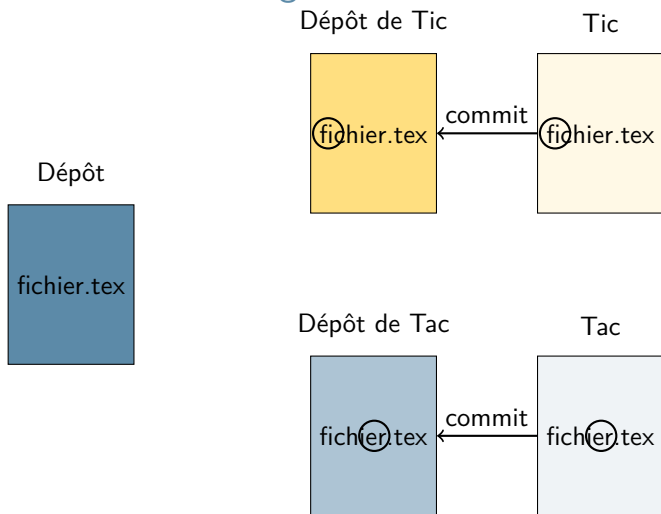 Dépôt de Tic
Tic
fichier.tex
commit
fichier.tex
Dépôt
fichier.tex
Dépôt de Tac
Tac
fichier.tex
commit
fichier.tex